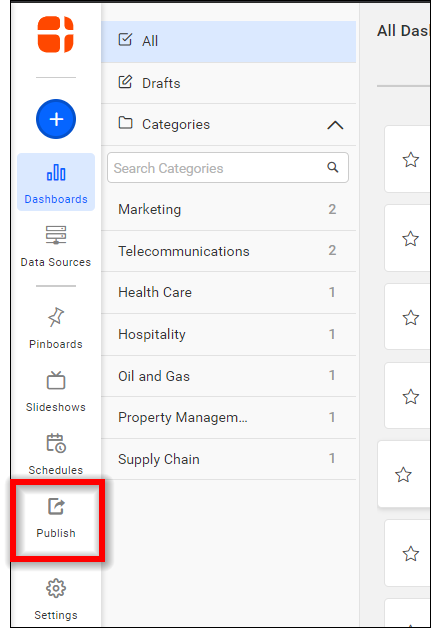 All
Drafts
Categories
Search Categories
Marketing 2
Telecommunications 2
Health Care 1
Hospitality 1
Oil and Gas 1
Property Managem... 1
Supply Chain 1
Dashboards
Data Sources
Pinboards
Slideshows
Schedules
Publish
Settings
All Das